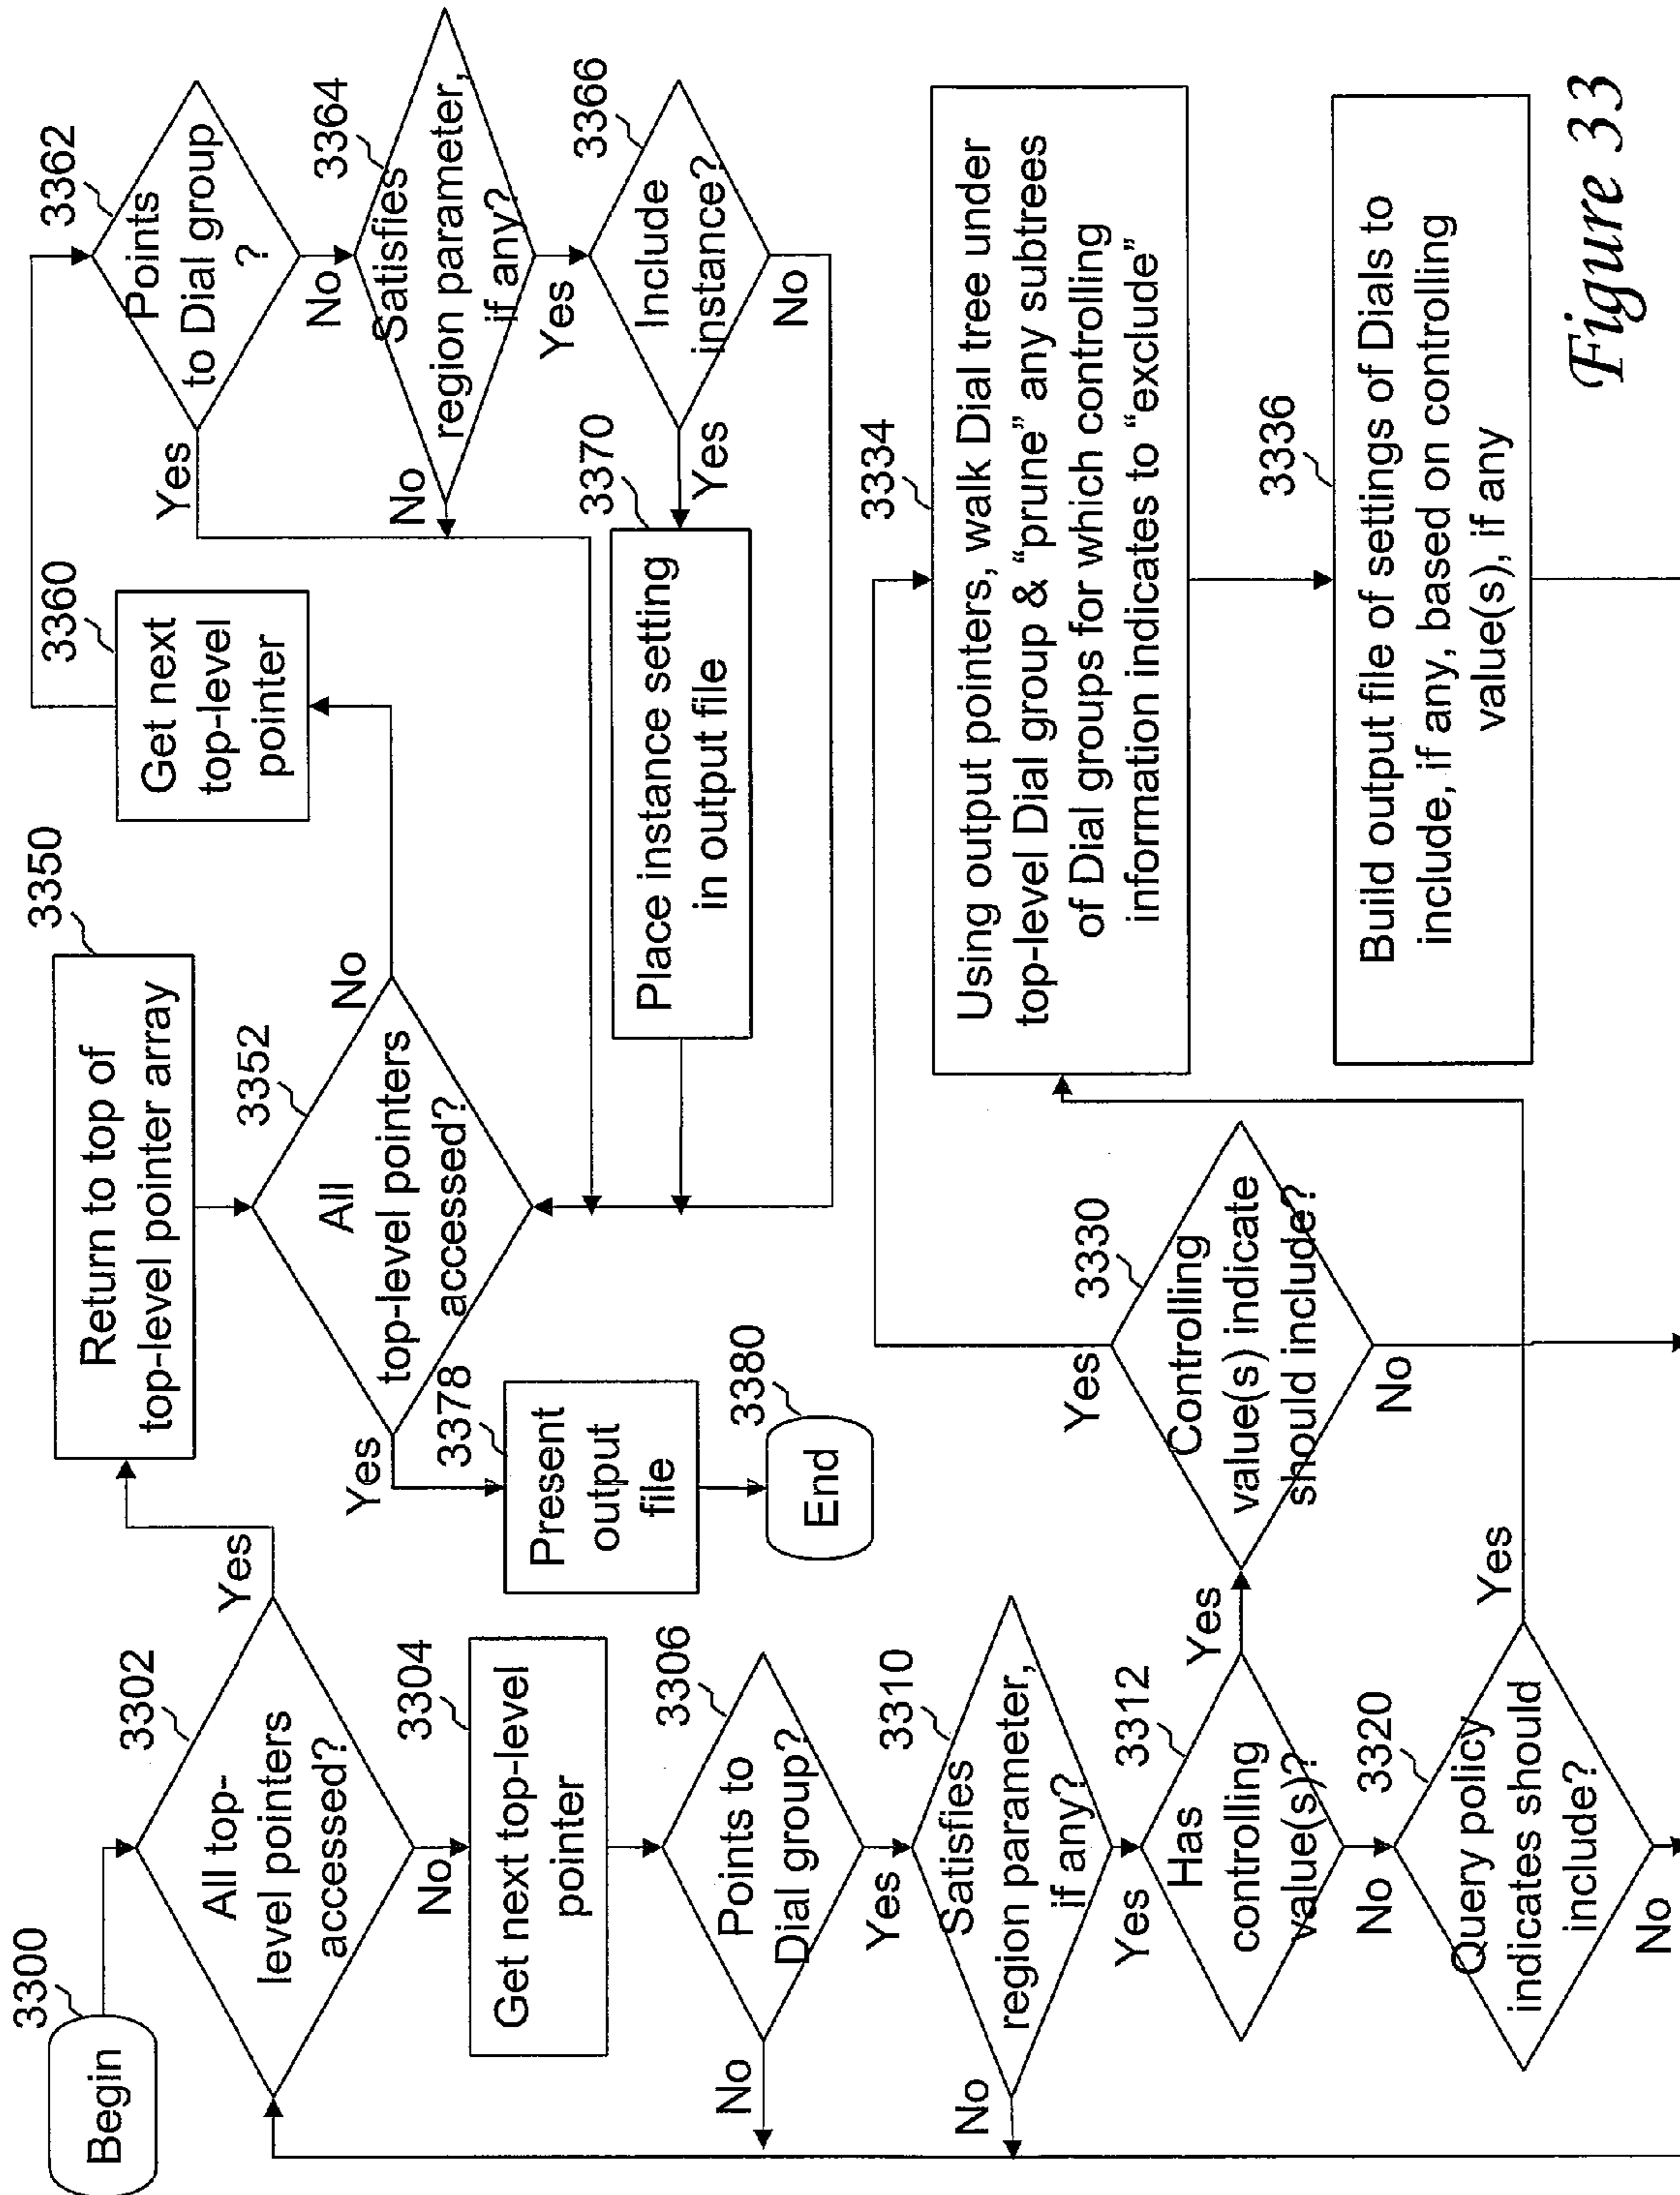 3300
Begin
3302
All top-
level pointers
accessed?
Yes
No
3304
Get next top-level
pointer
3306
Points to
Dial group?
No
Yes
3310
Satisfies
region parameter,
if any?
No
Yes
3312
Has
controlling
value(s)?
Yes
No
3320
Query policy
indicates should
include?
Yes
No
3330
Controlling
value(s) indicate
should include?
Yes
No
3334
Using output pointers, walk Dial tree under
top-level Dial group & “prune” any subtrees
of Dial groups for which controlling
information indicates to “exclude”
3336
Build output file of settings of Dials to
include, if any, based on controlling
value(s), if any
3350
Return to top of
top-level pointer array
3352
All
top-level pointers
accessed?
No
Yes
3378
Present
output
file
3380
End
3360
Get next
top-level
pointer
3362
Points
to Dial group
?
Yes
No
3364
Satisfies
region parameter,
if any?
No
Yes
3366
Include
instance?
Yes
No
3370
Place instance setting
in output file
Figure 33